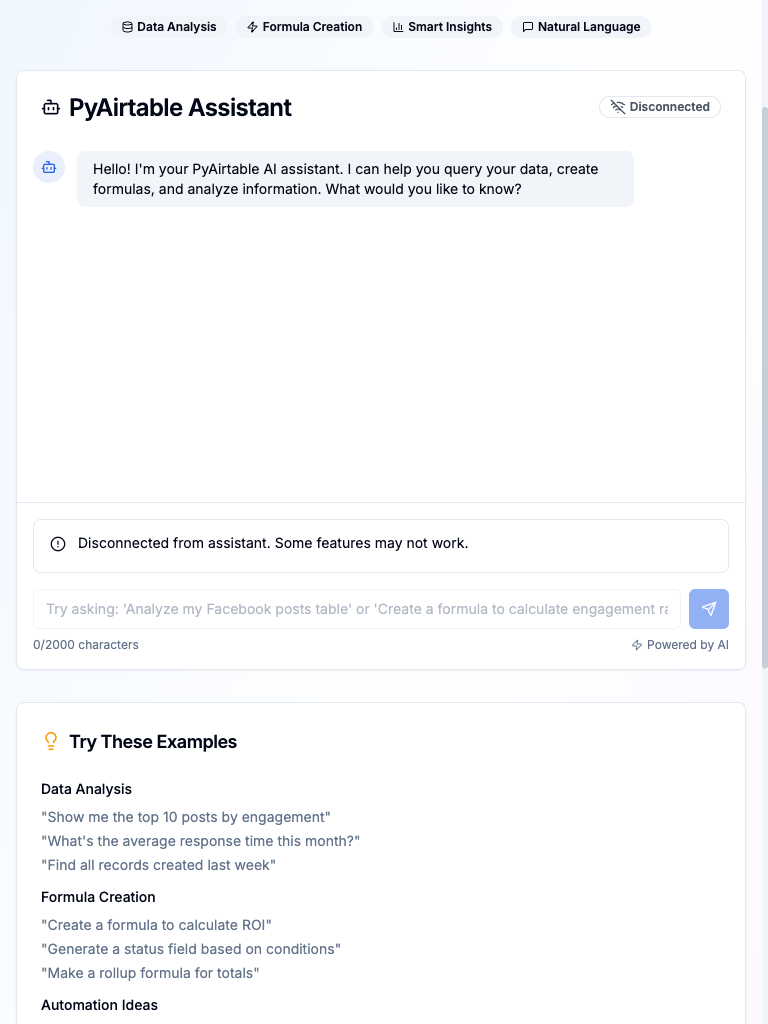 Data Analysis
Formula Creation
Smart Insights
Natural Language
PyAirtable Assistant
Disconnected
Hello! I'm your PyAirtable AI assistant. I can help you query your data, create
formulas, and analyze information. What would you like to know?
Disconnected from assistant. Some features may not work.
Try asking: 'Analyze my Facebook posts table' or 'Create a formula to calculate engagement
0/2000 characters
Powered by AI
Try These Examples
Data Analysis
"Show me the top 10 posts by engagement"
"What's the average response time this month?"
"Find all records created last week"
Formula Creation
"Create a formula to calculate ROI"
"Generate a status field based on conditions"
"Make a rollup formula for totals"
Automation Ideas